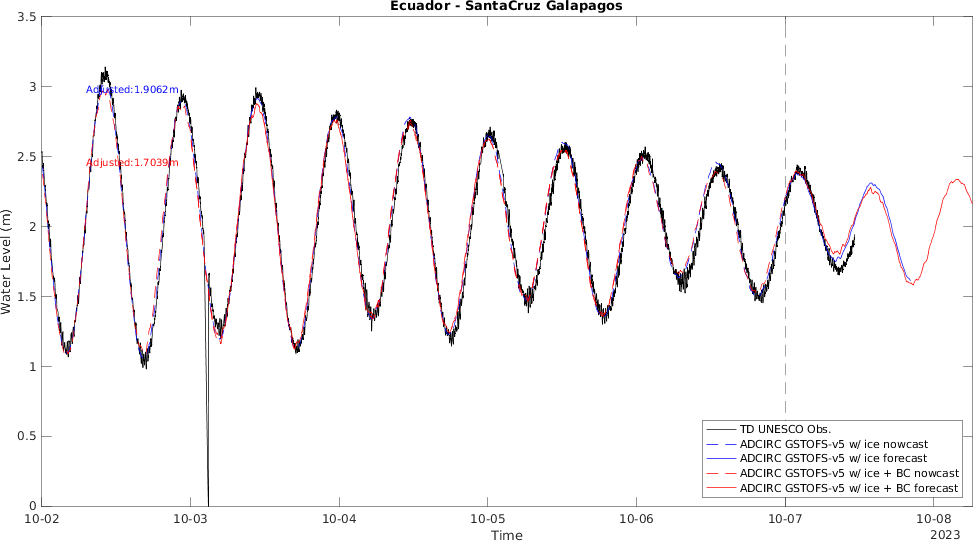 Ecuador - SantaCruz Galapagos
3.5
3
2.5
2
1.5
1
0.5
0
Water Level (m)
Adjusted:1.9062m
Adjusted:1.7039m
TD UNESCO Obs.
ADCIRC GSTOFS-v5 w/ ice nowcast
ADCIRC GSTOFS-v5 w/ ice forecast
ADCIRC GSTOFS-v5 w/ ice + BC nowcast
ADCIRC GSTOFS-v5 w/ ice + BC forecast
10-02
10-03
10-04
10-05
10-06
10-07
10-08
Time
2023